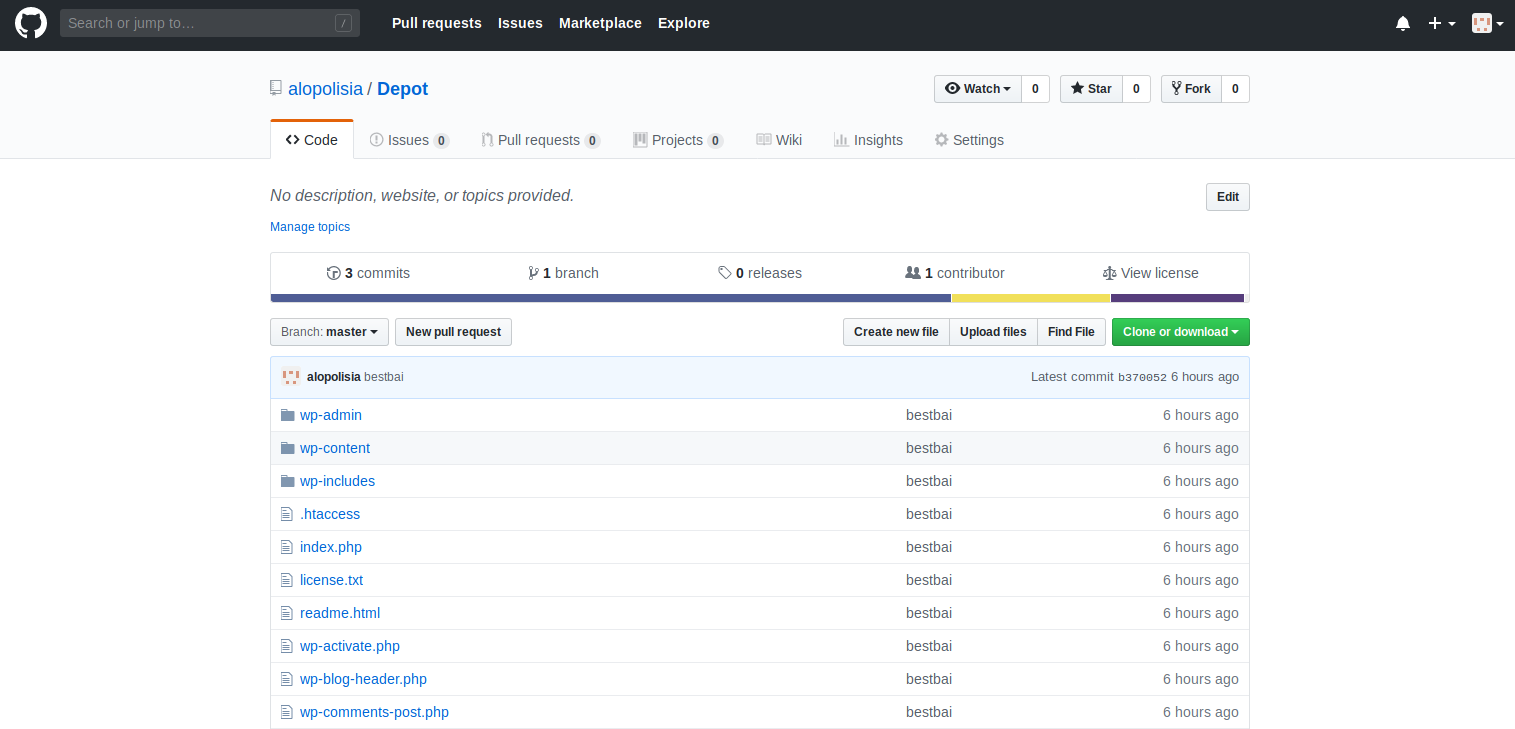 Search or jump to… / Pull requests Issues Marketplace Explore
alopolisia / Depot Watch 0 Star 0 Fork 0
Code Issues 0 Pull requests 0 Projects 0 Wiki Insights Settings
No description, website, or topics provided. Edit
Manage topics
3 commits 1 branch 0 releases 1 contributor View license
Branch: master New pull request Create new file Upload files Find File Clone or download
alopolisia bestbai Latest commit b370052 6 hours ago
wp-admin bestbai 6 hours ago
wp-content bestbai 6 hours ago
wp-includes bestbai 6 hours ago
.htaccess bestbai 6 hours ago
index.php bestbai 6 hours ago
license.txt bestbai 6 hours ago
readme.html bestbai 6 hours ago
wp-activate.php bestbai 6 hours ago
wp-blog-header.php bestbai 6 hours ago
wp-comments-post.php bestbai 6 hours ago